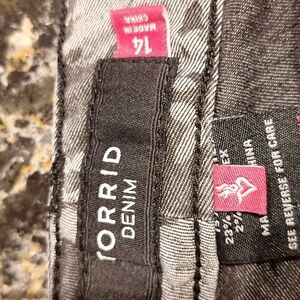 14
MADE IN
CHINA
TORRID
DENIM
SEE REVERSE FOR CARE